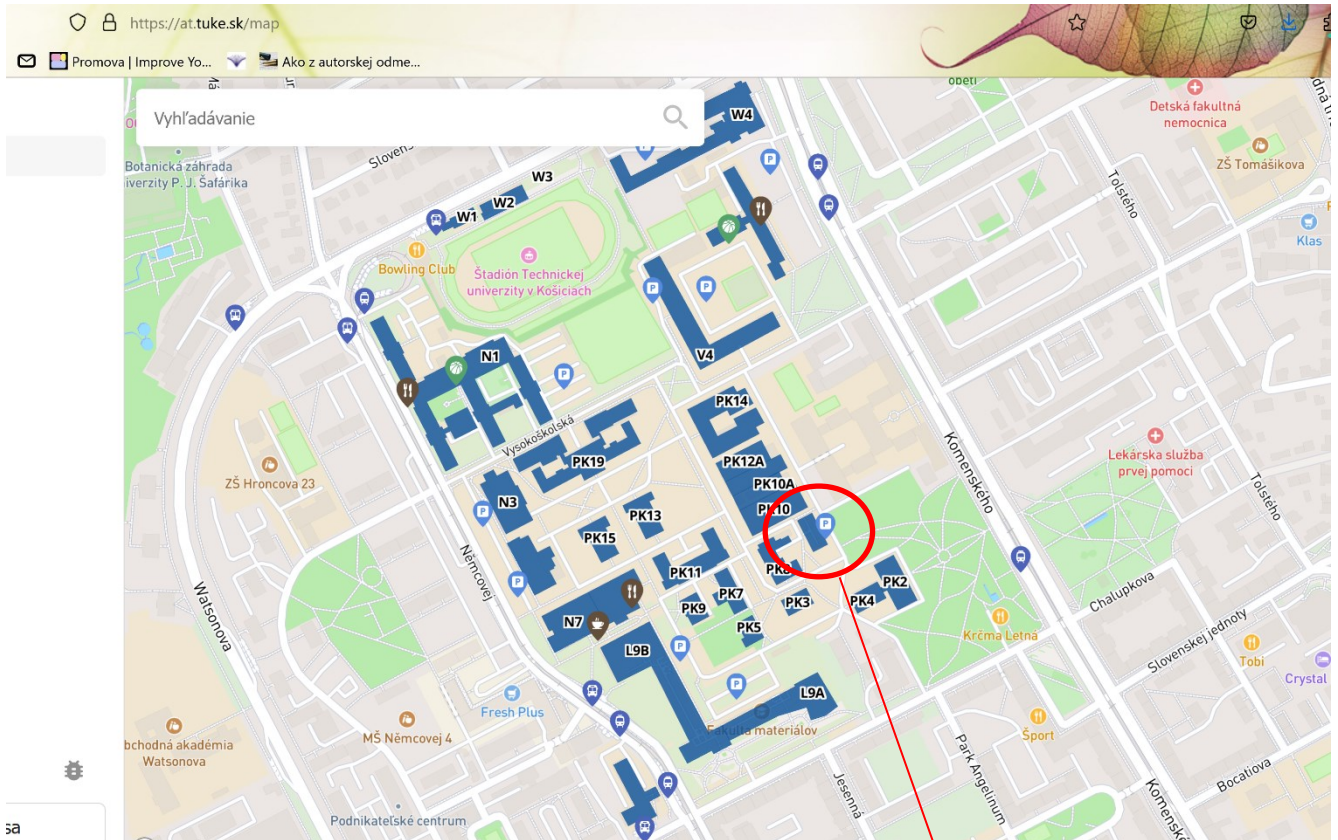 https://at.tuke.sk/map
Promova | Improve Yo...
Ako z autorskej odme...
Vyhľadávanie
W4
Detská fakultná
nemocnica
ZŠ Tomášikova
Botanická záhrada
iverzity P. J. Šafárika
Slovens
W3
W2
W1
Tolstého
Klas
Bowling Club
Štadión Technickej
univerzity v Košiciach
N1
V4
PK14
Vysokoškolská
Komenského
Lekárska služba
prvej pomoci
ZŠ Hroncova 23
PK19
PK12A
PK10A
N3
PK13
PK10
Tolstého
PK15
Němcovej
PK11
PK8
PK2
Watsonova
PK7
PK9
PK3
PK4
Chalupkova
N7
PK5
Krčma Letná
L9B
Slovenskej jednoty
Tobi
Crystal
L9A
Fresh Plus
Fakulta materiálov
Šport
MŠ Němcovej 4
bchodná akadémia
Watsonova
Park Angelinum
Jesenná
Bocatiova
Podnikateľské centrum
Komenské
sa